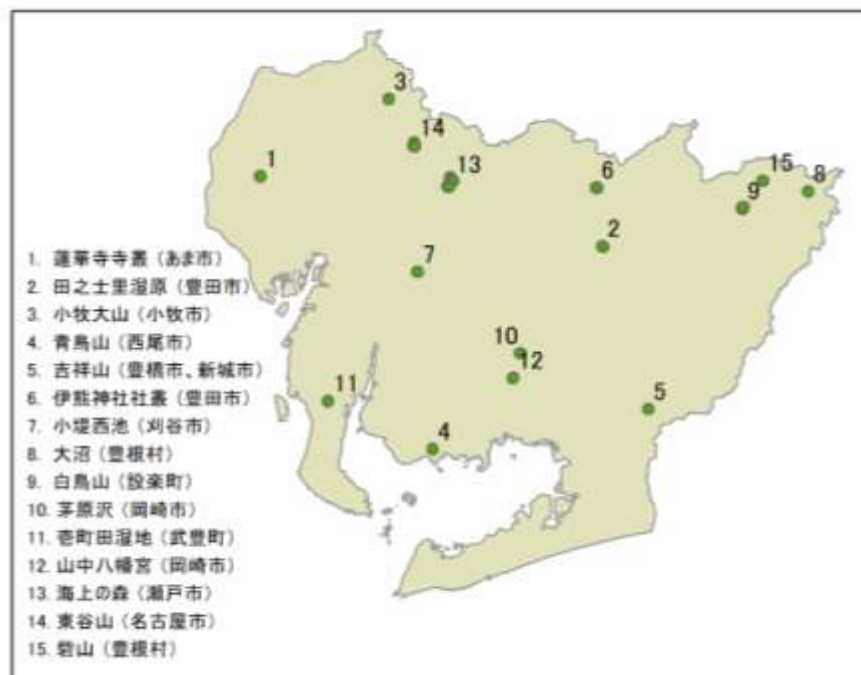 3
14
1
13
6
15
8
9
2
7
10
12
11
5
4
1. 蓮華寺寺叢（あま市）
2. 田之士里湿原（豊田市）
3. 小牧大山（小牧市）
4. 青鳥山（西尾市）
5. 吉祥山（豊橋市、新城市）
6. 伊熊神社社叢（豊田市）
7. 小堤西池（刈谷市）
8. 大沼（豊根村）
9. 白鳥山（設楽町）
10. 茅原沢（岡崎市）
11. 壱町田湿地（武豊町）
12. 山中八幡宮（岡崎市）
13. 海上の森（瀬戸市）
14. 東谷山（名古屋市）
15. 砦山（豊根村）